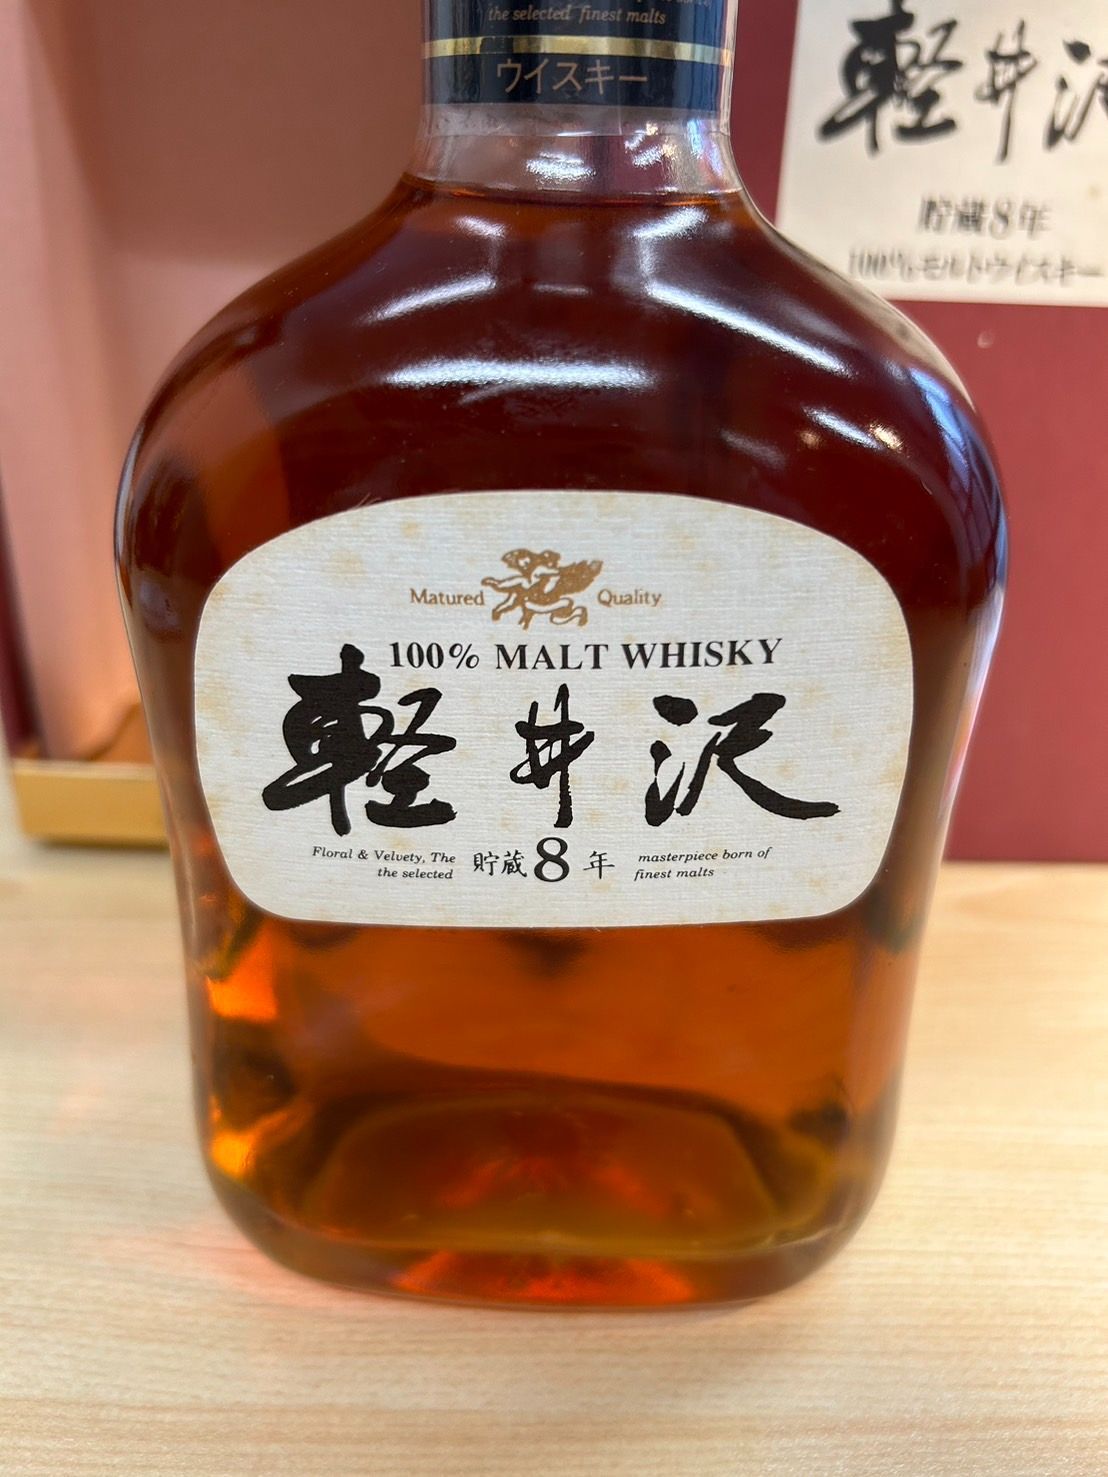 the selected finest malts
ウイスキー
軽井沢
貯蔵8年
100%モルトウイスキー
Matured Quality
100% MALT WHISKY
軽井沢
Floral & Velvety, The masterpiece born of
the selected finest malts
貯蔵8年